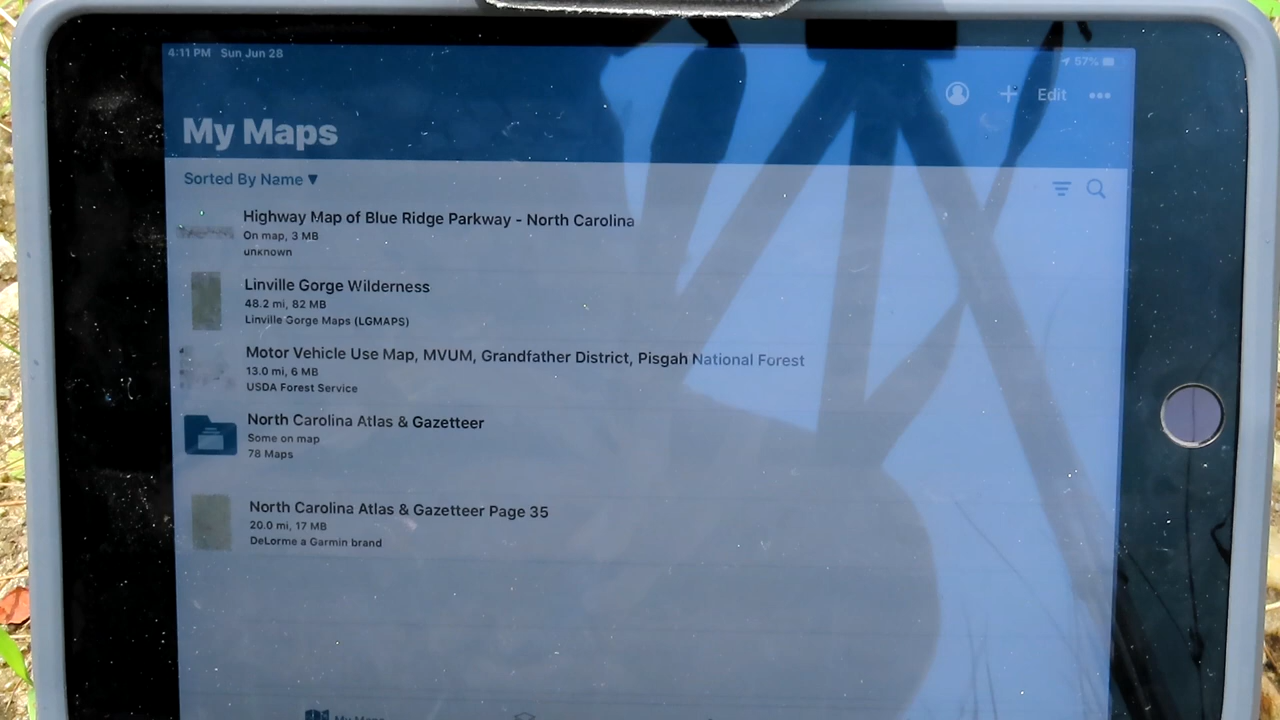 4:11 PM Sun Jun 28
57%
Edit
My Maps
Sorted By Name ▼
Highway Map of Blue Ridge Parkway - North Carolina
On map, 3 MB
unknown
Linville Gorge Wilderness
48.2 mi, 82 MB
Linville Gorge Maps (LGMAPS)
Motor Vehicle Use Map, MVUM, Grandfather District, Pisgah National Forest
13.0 mi, 6 MB
USDA Forest Service
North Carolina Atlas & Gazetteer
Some on map
78 Maps
North Carolina Atlas & Gazetteer Page 35
20.0 mi, 17 MB
DeLorme a Garmin brand
My Maps